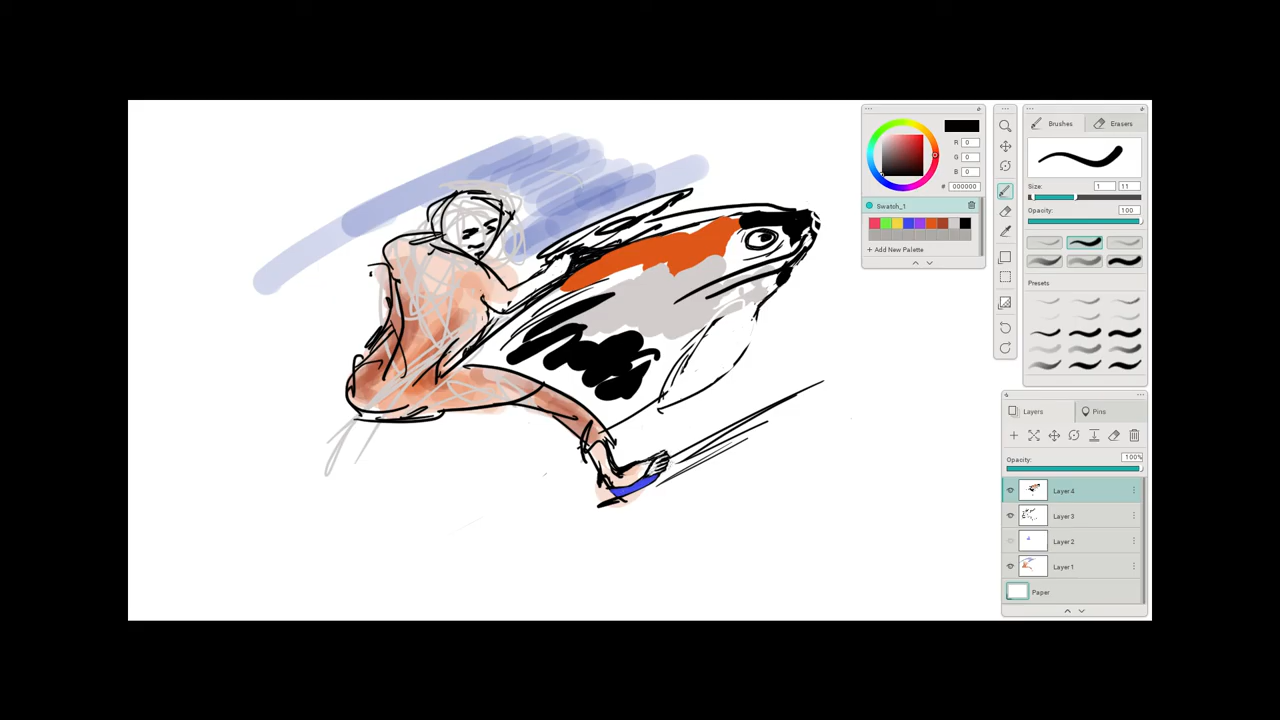 R 0
G 0
B 0
# 000000
Swatch_1
+ Add New Palette
Brushes
Erasers
Size:
1
11
Opacity:
100
Presets
Layers
Pins
Opacity:
100%
Layer 4
Layer 3
Layer 2
Layer 1
Paper